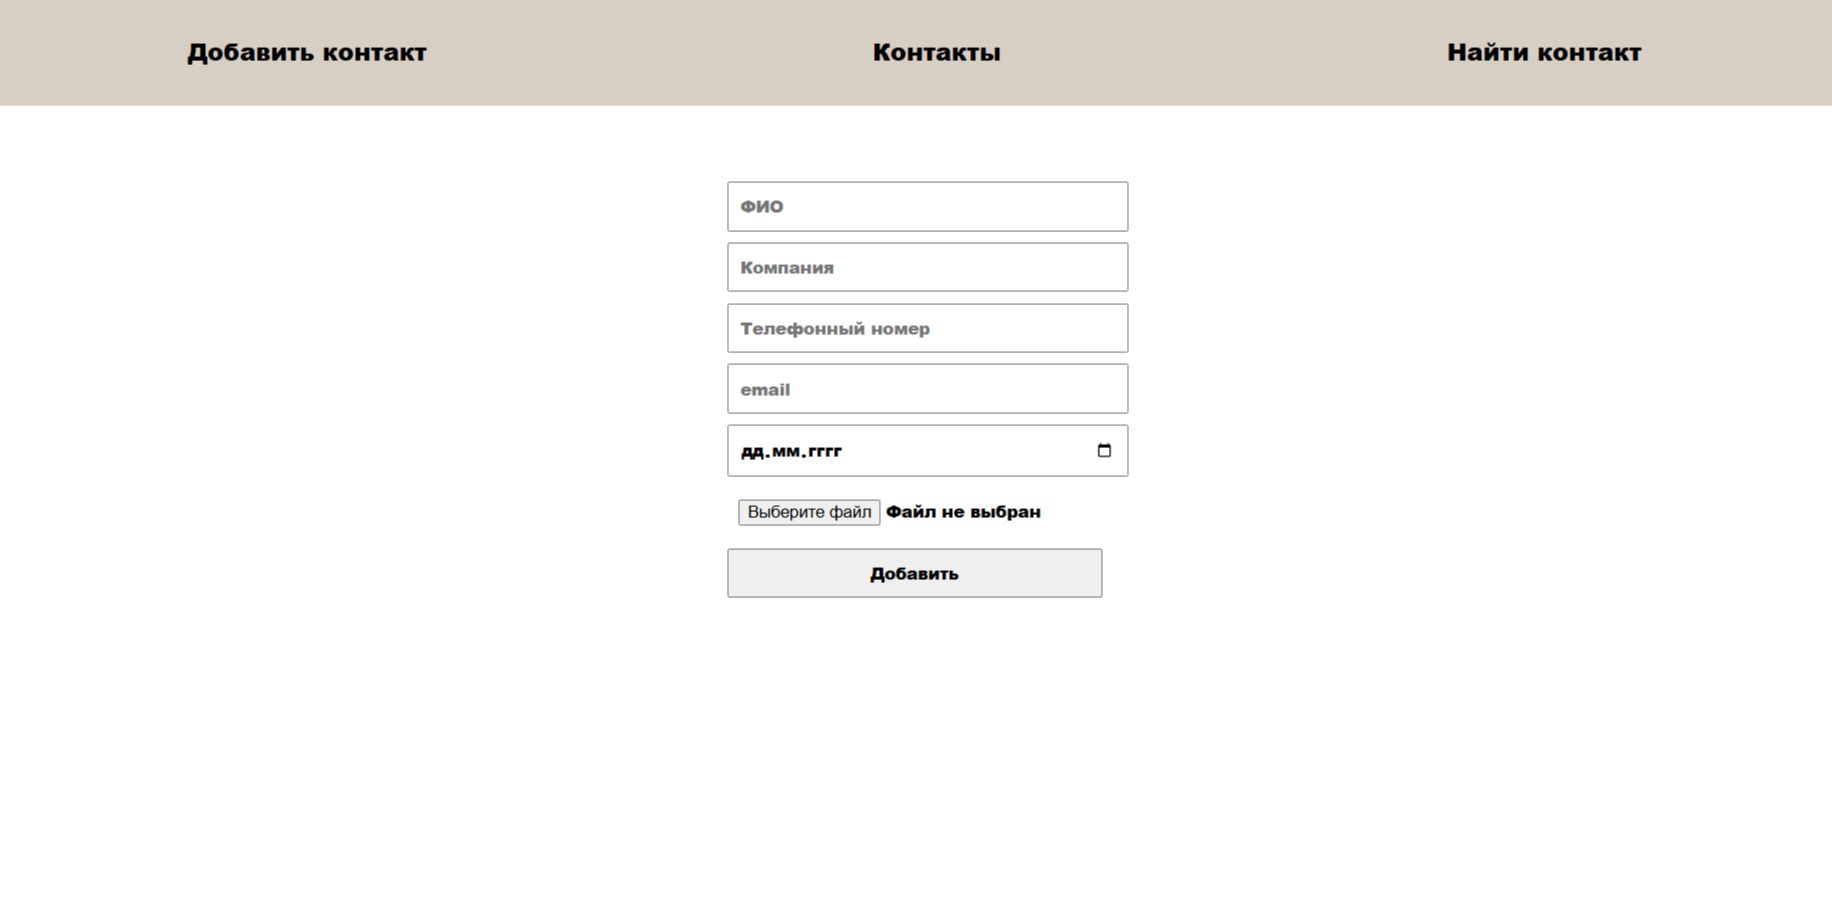 Добавить контакт Контакты Найти контакт
ФИО
Компания
Телефонный номер
email
дд.мм.гггг
Выберите файл Файл не выбран
Добавить